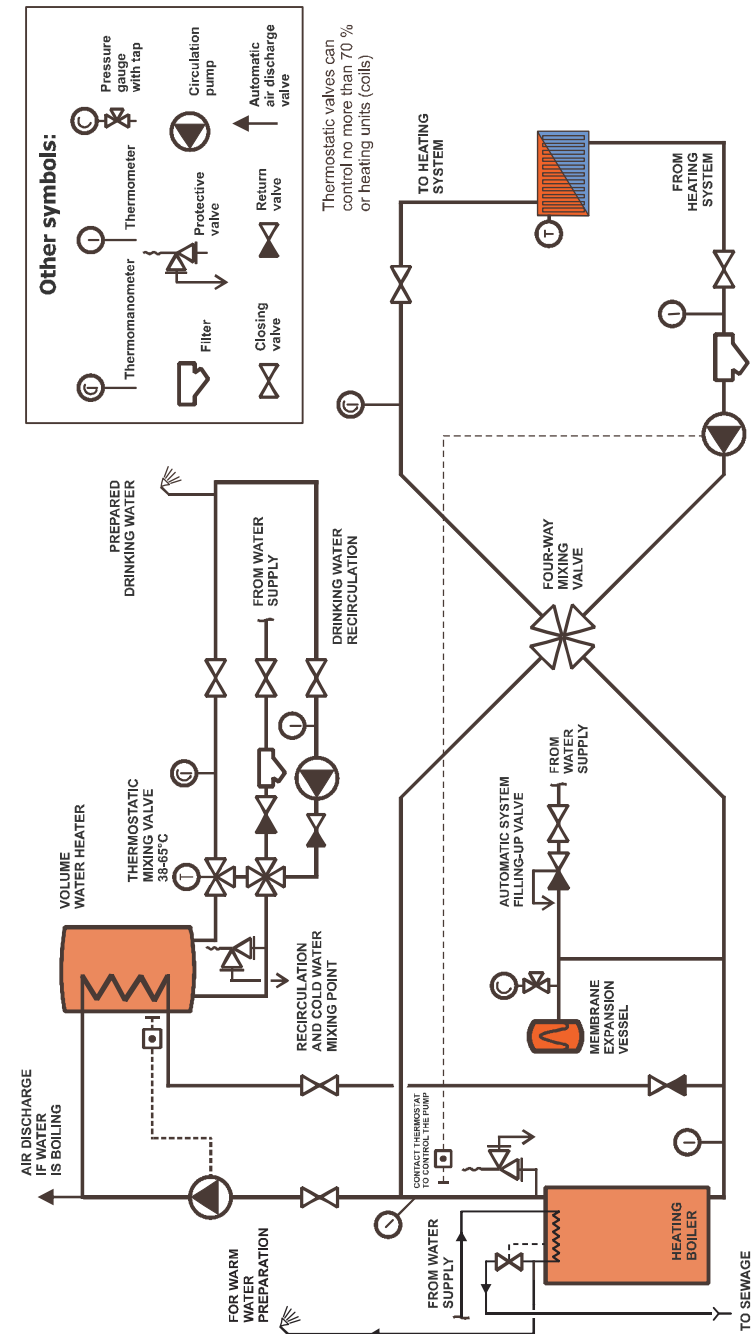 Other symbols:
Thermomanometer
Thermometer
Pressure
gauge
with tap
Filter
Protective
valve
Circulation
pump
Closing
valve
Return
valve
Automatic
air discharge
valve
Thermostatic valves can
control no more than 70 %
or heating units (coils)
AIR DISCHARGE
IF WATER
IS BOILING
VOLUME
WATER HEATER
THERMOSTATIC
MIXING VALVE
38-65°C
T
PREPARED
DRINKING WATER
FROM WATER
SUPPLY
DRINKING WATER
RECIRCULATION
RECIRCULATION
AND COLD WATER
MIXING POINT
TO HEATING
SYSTEM
T
FROM
HEATING
SYSTEM
FOUR-WAY
MIXING
VALVE
AUTOMATIC SYSTEM
FILLING-UP VALVE
FROM
WATER
SUPPLY
MEMBRANE
EXPANSION
VESSEL
CONTACT THERMOSTAT
TO CONTROL THE PUMP
FOR WARM
WATER
PREPARATION
FROM WATER
SUPPLY
HEATING
BOILER
TO SEWAGE